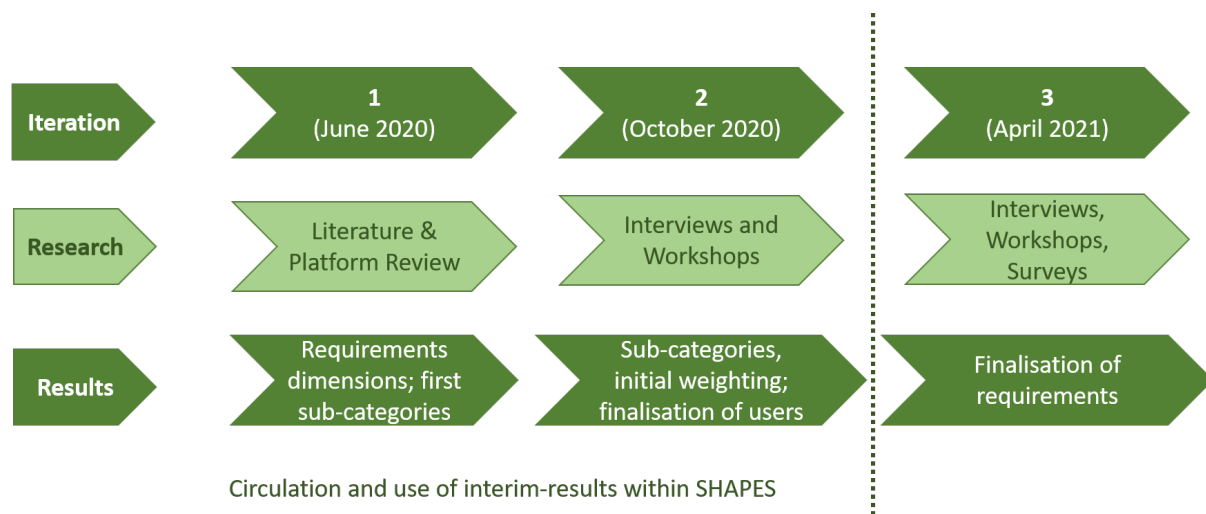 Iteration
1
(June 2020)
2
(October 2020)
3
(April 2021)
Research
Literature &
Platform Review
Interviews and
Workshops
Interviews,
Workshops,
Surveys
Results
Requirements
dimensions; first
sub-categories
Sub-categories,
initial weighting;
finalisation of users
Finalisation of
requirements
Circulation and use of interim-results within SHAPES